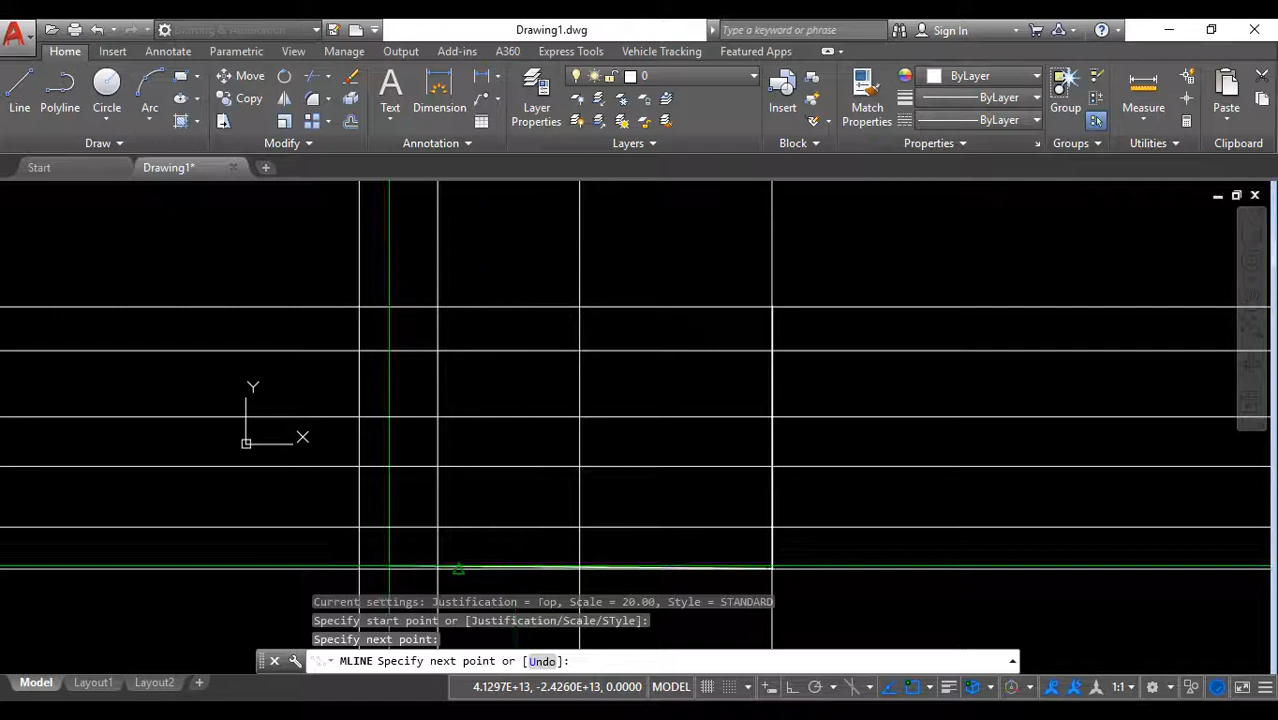 Drafting & Annotation
Drawing1.dwg
Type a keyword or phrase
Sign In
Home Insert Annotate Parametric View Manage Output Add-ins A360 Express Tools Vehicle Tracking Featured Apps
Line Polyline Circle Arc
Move
Copy
Text Dimension
Layer
Properties
0
Insert
Match
Properties
ByLayer
ByLayer
ByLayer
Group
Measure
Paste
Draw Modify Annotation Layers Block Properties Groups Utilities Clipboard
Start Drawing1*
Y
X
Current settings: Justification = Top, Scale = 20.00, Style = STANDARD
Specify start point or [Justification/Scale/STyle]:
Specify next point:
MLINE Specify next point or [Undo]:
Model Layout1 Layout2
4.1297E+13, -2.4260E+13, 0.0000 MODEL 1:1